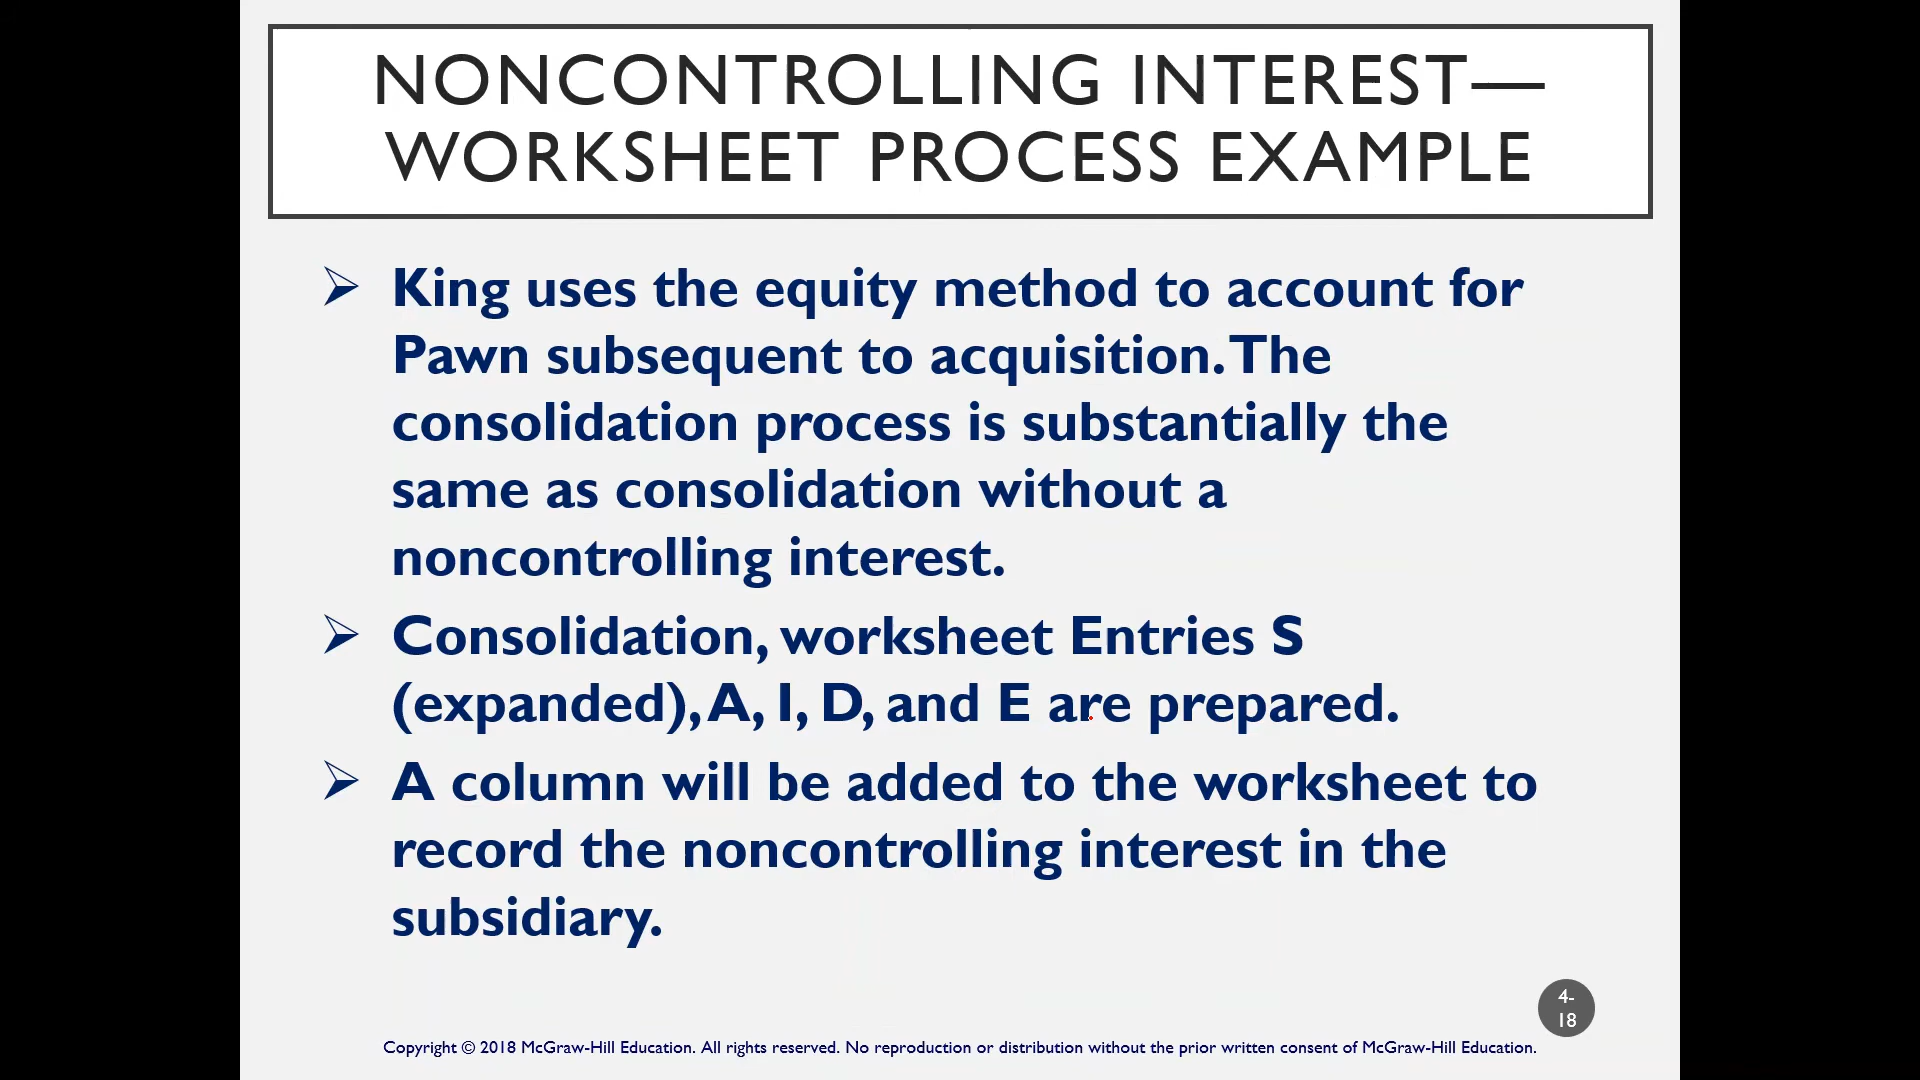 NONCONTROLLING INTEREST—
WORKSHEET PROCESS EXAMPLE
King uses the equity method to account for
Pawn subsequent to acquisition. The
consolidation process is substantially the
same as consolidation without a
noncontrolling interest.
Consolidation, worksheet Entries S
(expanded), A, I, D, and E are prepared.
A column will be added to the worksheet to
record the noncontrolling interest in the
subsidiary.
4-
18
Copyright © 2018 McGraw-Hill Education. All rights reserved. No reproduction or distribution without the prior written consent of McGraw-Hill Education.